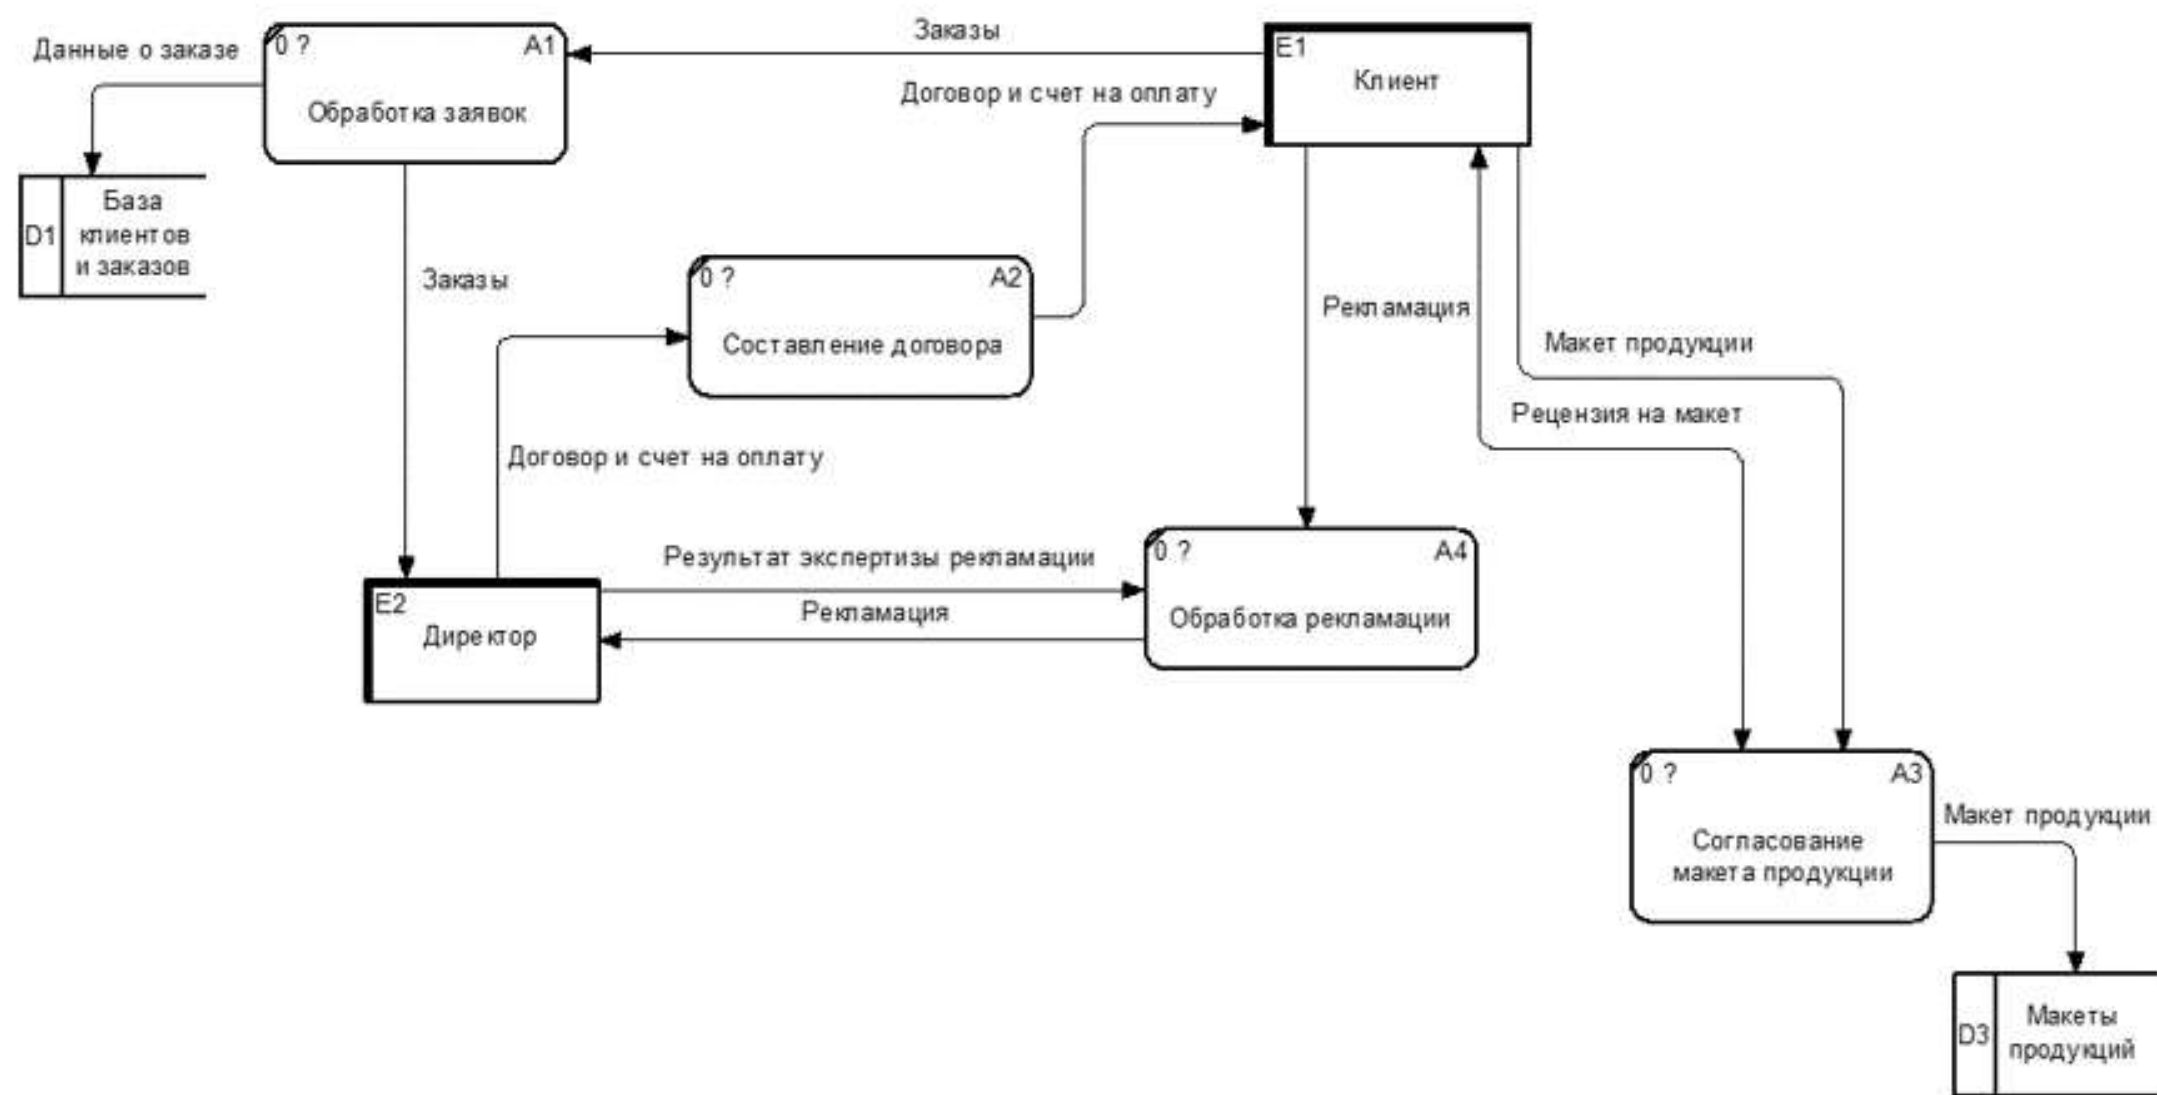 Заказы
Данные о заказе
0 ?
A1
Обработка заявок
E1
Клиент
Договор и счет на оплату
D1
База
клиентов
и заказов
Заказы
0 ?
A2
Составление договора
Рекламация
Макет продукции
Рецензия на макет
Договор и счет на оплату
Результат экспертизы рекламации
0 ?
A4
Обработка рекламации
E2
Директор
Рекламация
0 ?
A3
Согласование
макета продукции
Макет продукции
D3
Макеты
продукций